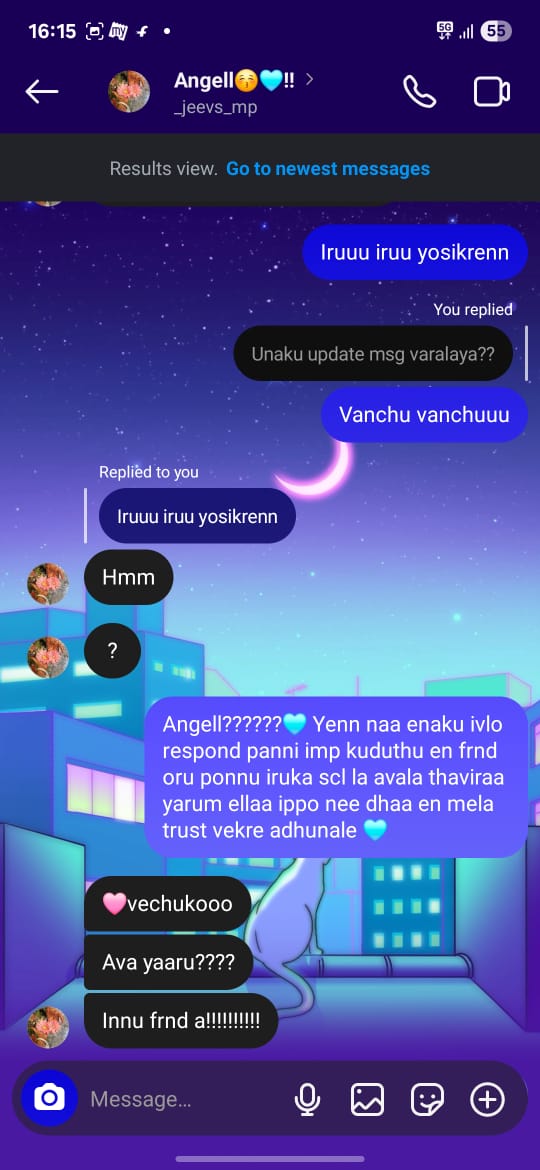 16:15
5G
55
Angell😚🩵!!
_jeevs_mp
Results view. Go to newest messages
Iruuu iruu yosikrenn
You replied
Unaku update msg varalaya??
Vanchu vanchuuu
Replied to you
Iruuu iruu yosikrenn
Hmm
?
Angell??????🩵 Yenn naa enaku ivlo
respond panni imp kuduthu en frnd
oru ponnu iruka scl la avala thaviraa
yarum ellaa ippo nee dhaa en mela
trust vekre adhunale 🩵
🩷vechukooo
Ava yaaru????
Innu frnd a!!!!!!!!!!
Message…